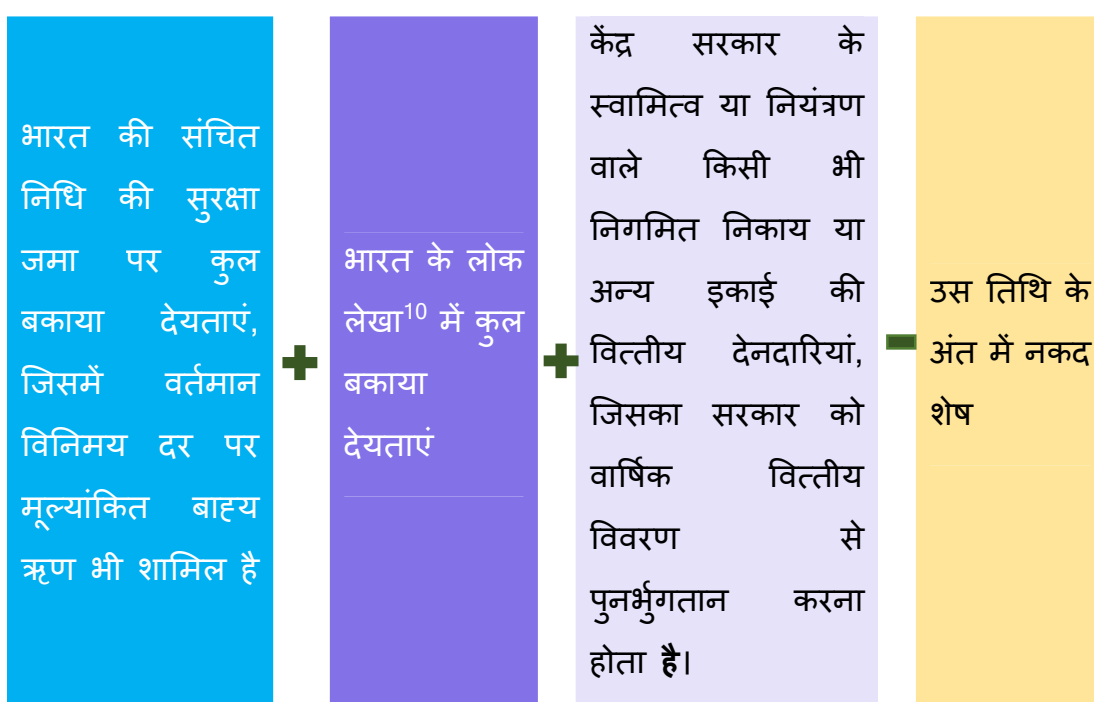 भारत की संचित
निधि की सुरक्षा
जमा पर कुल
बकाया देयताएं,
जिसमें वर्तमान
विनिमय दर पर
मूल्यांकित बाह्य
ऋण भी शामिल है
भारत के लोक
लेखा10 में कुल
बकाया
देयताएं
केंद्र सरकार के
स्वामित्व या नियंत्रण
वाले किसी भी
निगमित निकाय या
अन्य इकाई की
वित्तीय देनदारियां,
जिसका सरकार को
वार्षिक वित्तीय
विवरण से
पुनर्भुगतान करना
होता है।
उस तिथि के
अंत में नकद
शेष